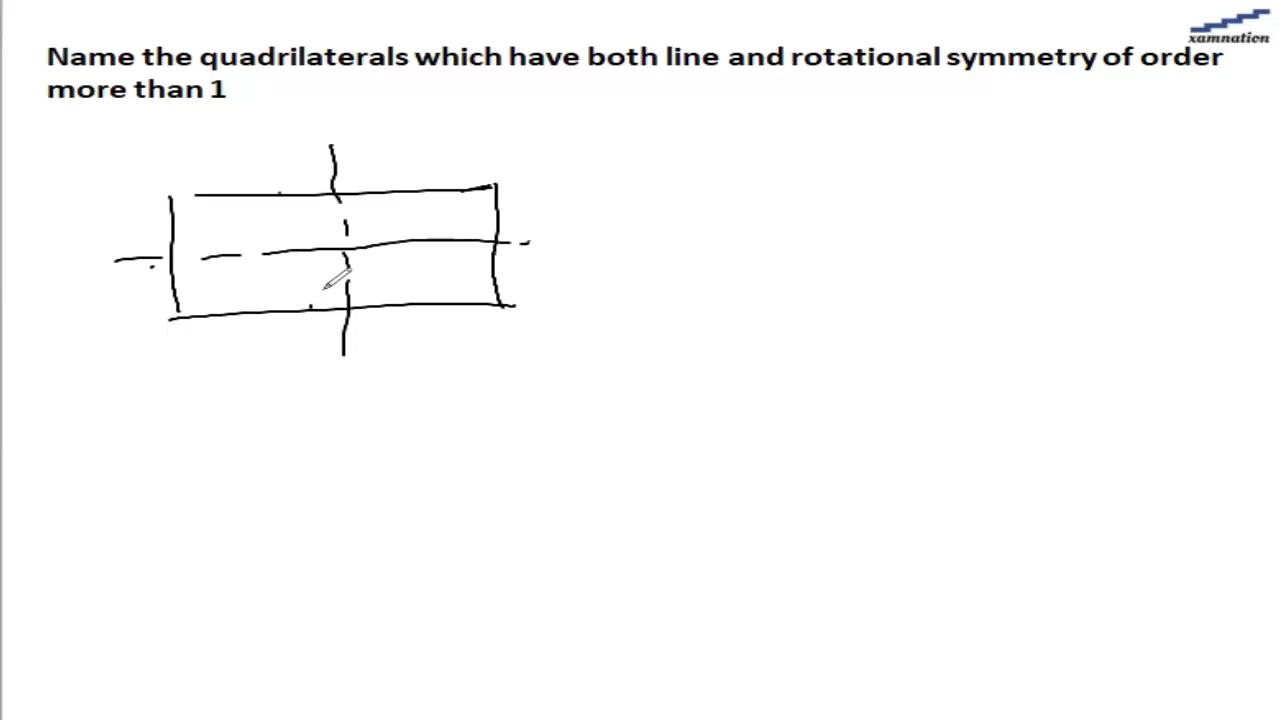 xamnation
Name the quadrilaterals which have both line and rotational symmetry of order
more than 1